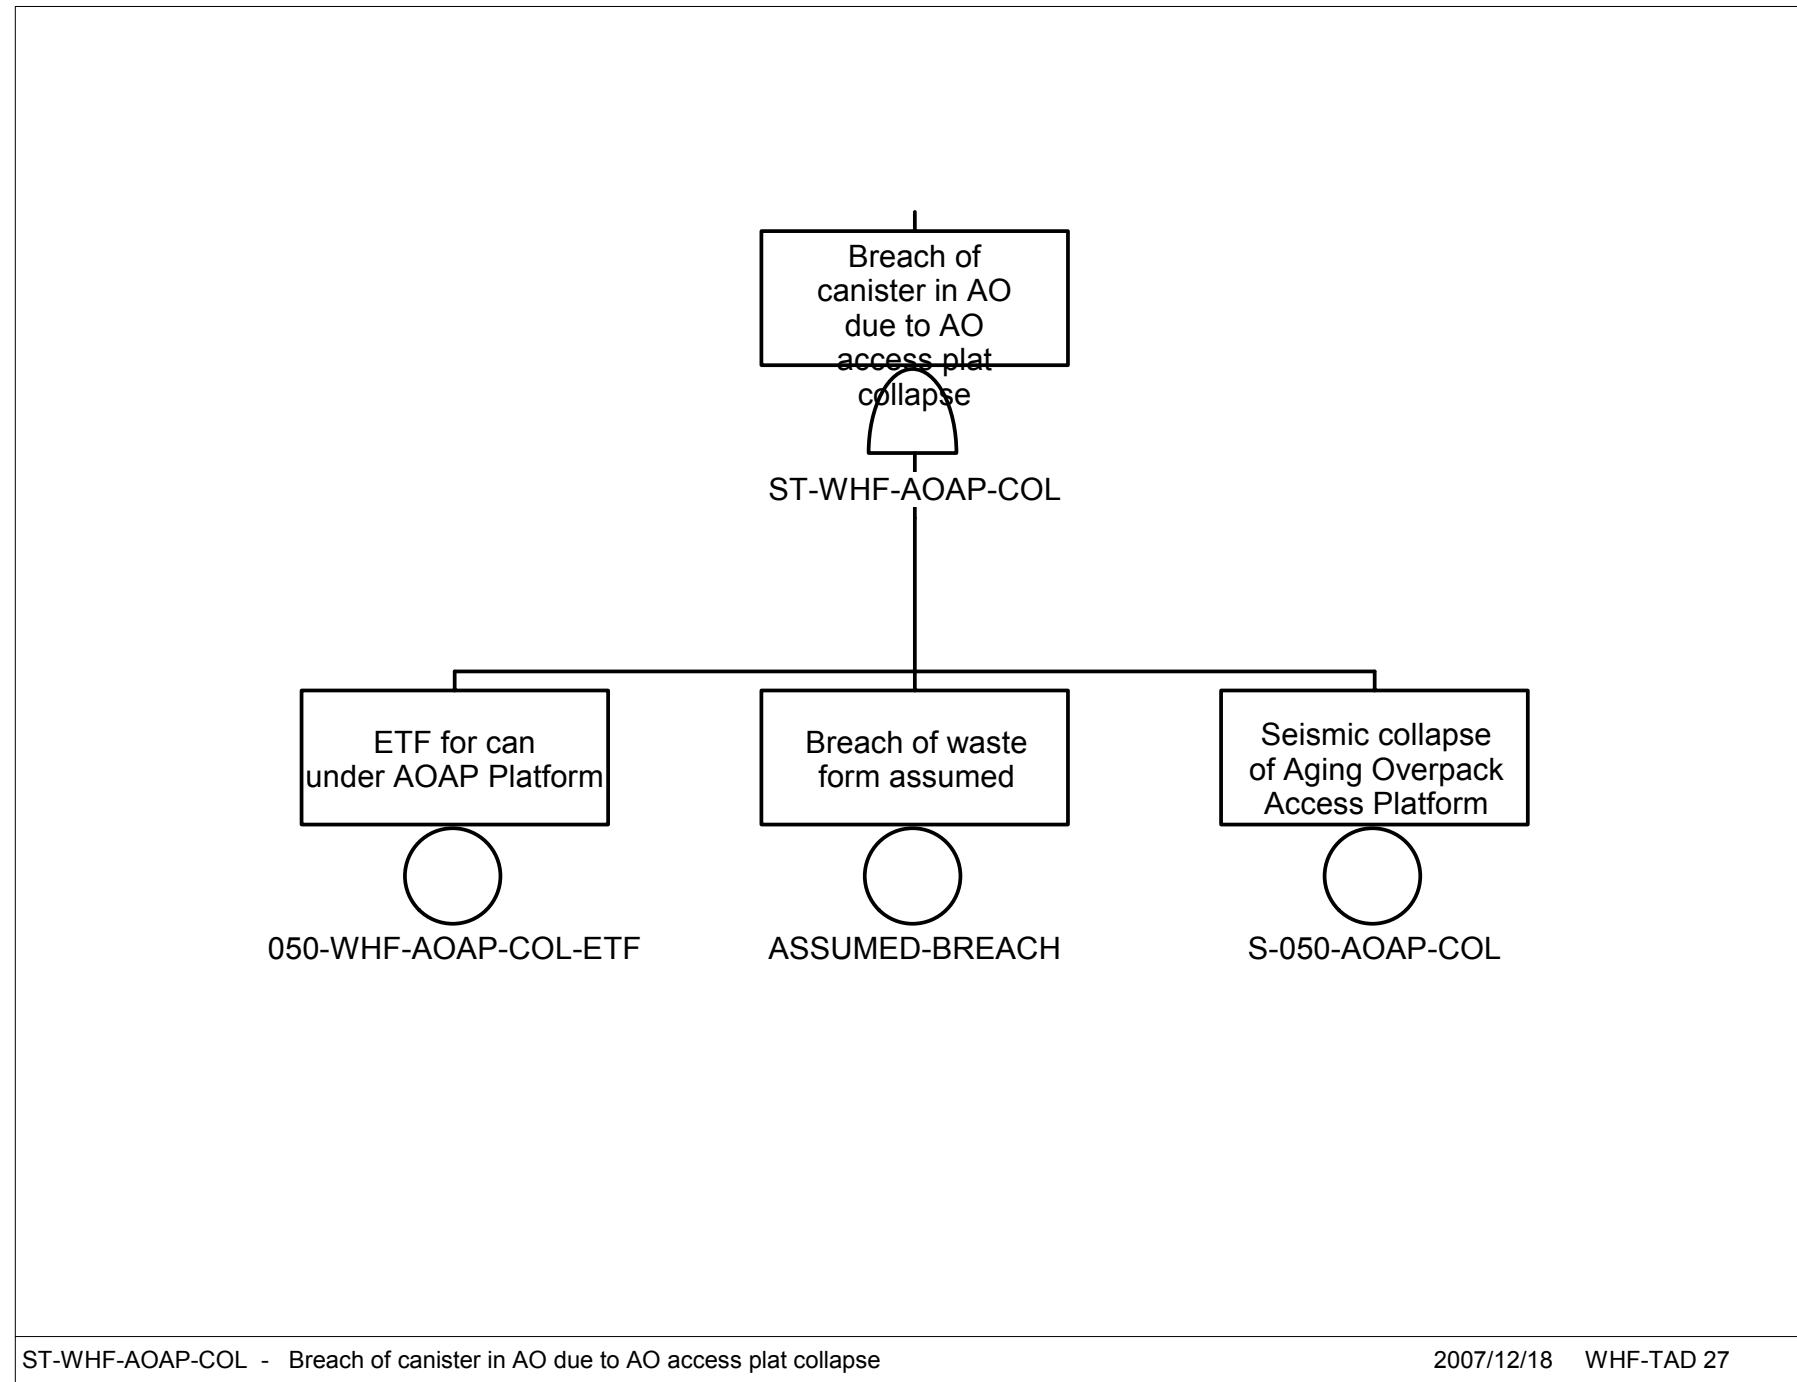 Breach of
canister in AO
due to AO
access plat
collapse
ST-WHF-AOAP-COL
ETF for can
under AOAP Platform
050-WHF-AOAP-COL-ETF
Breach of waste
form assumed
ASSUMED-BREACH
Seismic collapse
of Aging Overpack
Access Platform
S-050-AOAP-COL
ST-WHF-AOAP-COL - Breach of canister in AO due to AO access plat collapse
2007/12/18 WHF-TAD 27